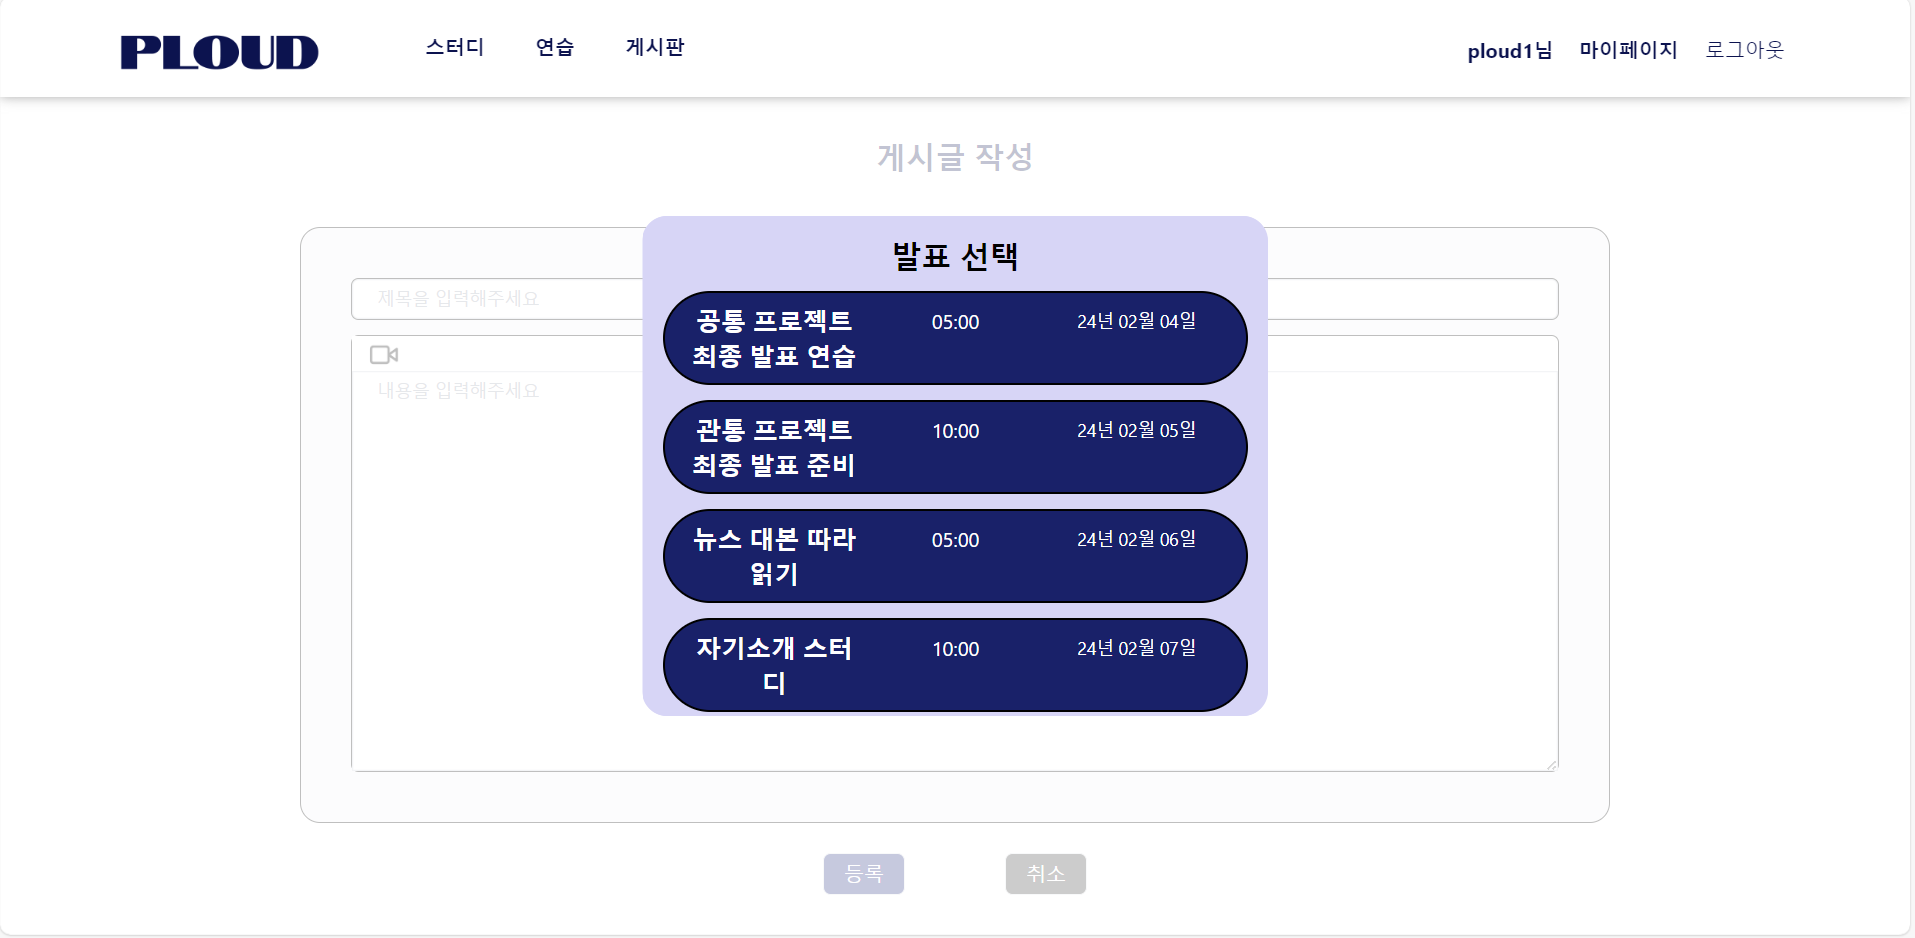 PLOUD
스터디 연습 게시판
ploud1님 마이페이지 로그아웃
게시글 작성
제목을 입력해주세요
내용을 입력해주세요
발표 선택
공통 프로젝트 05:00 24년 02월 04일
최종 발표 연습
관통 프로젝트 10:00 24년 02월 05일
최종 발표 준비
뉴스 대본 따라 05:00 24년 02월 06일
읽기
자기소개 스터 10:00 24년 02월 07일
디
등록 취소